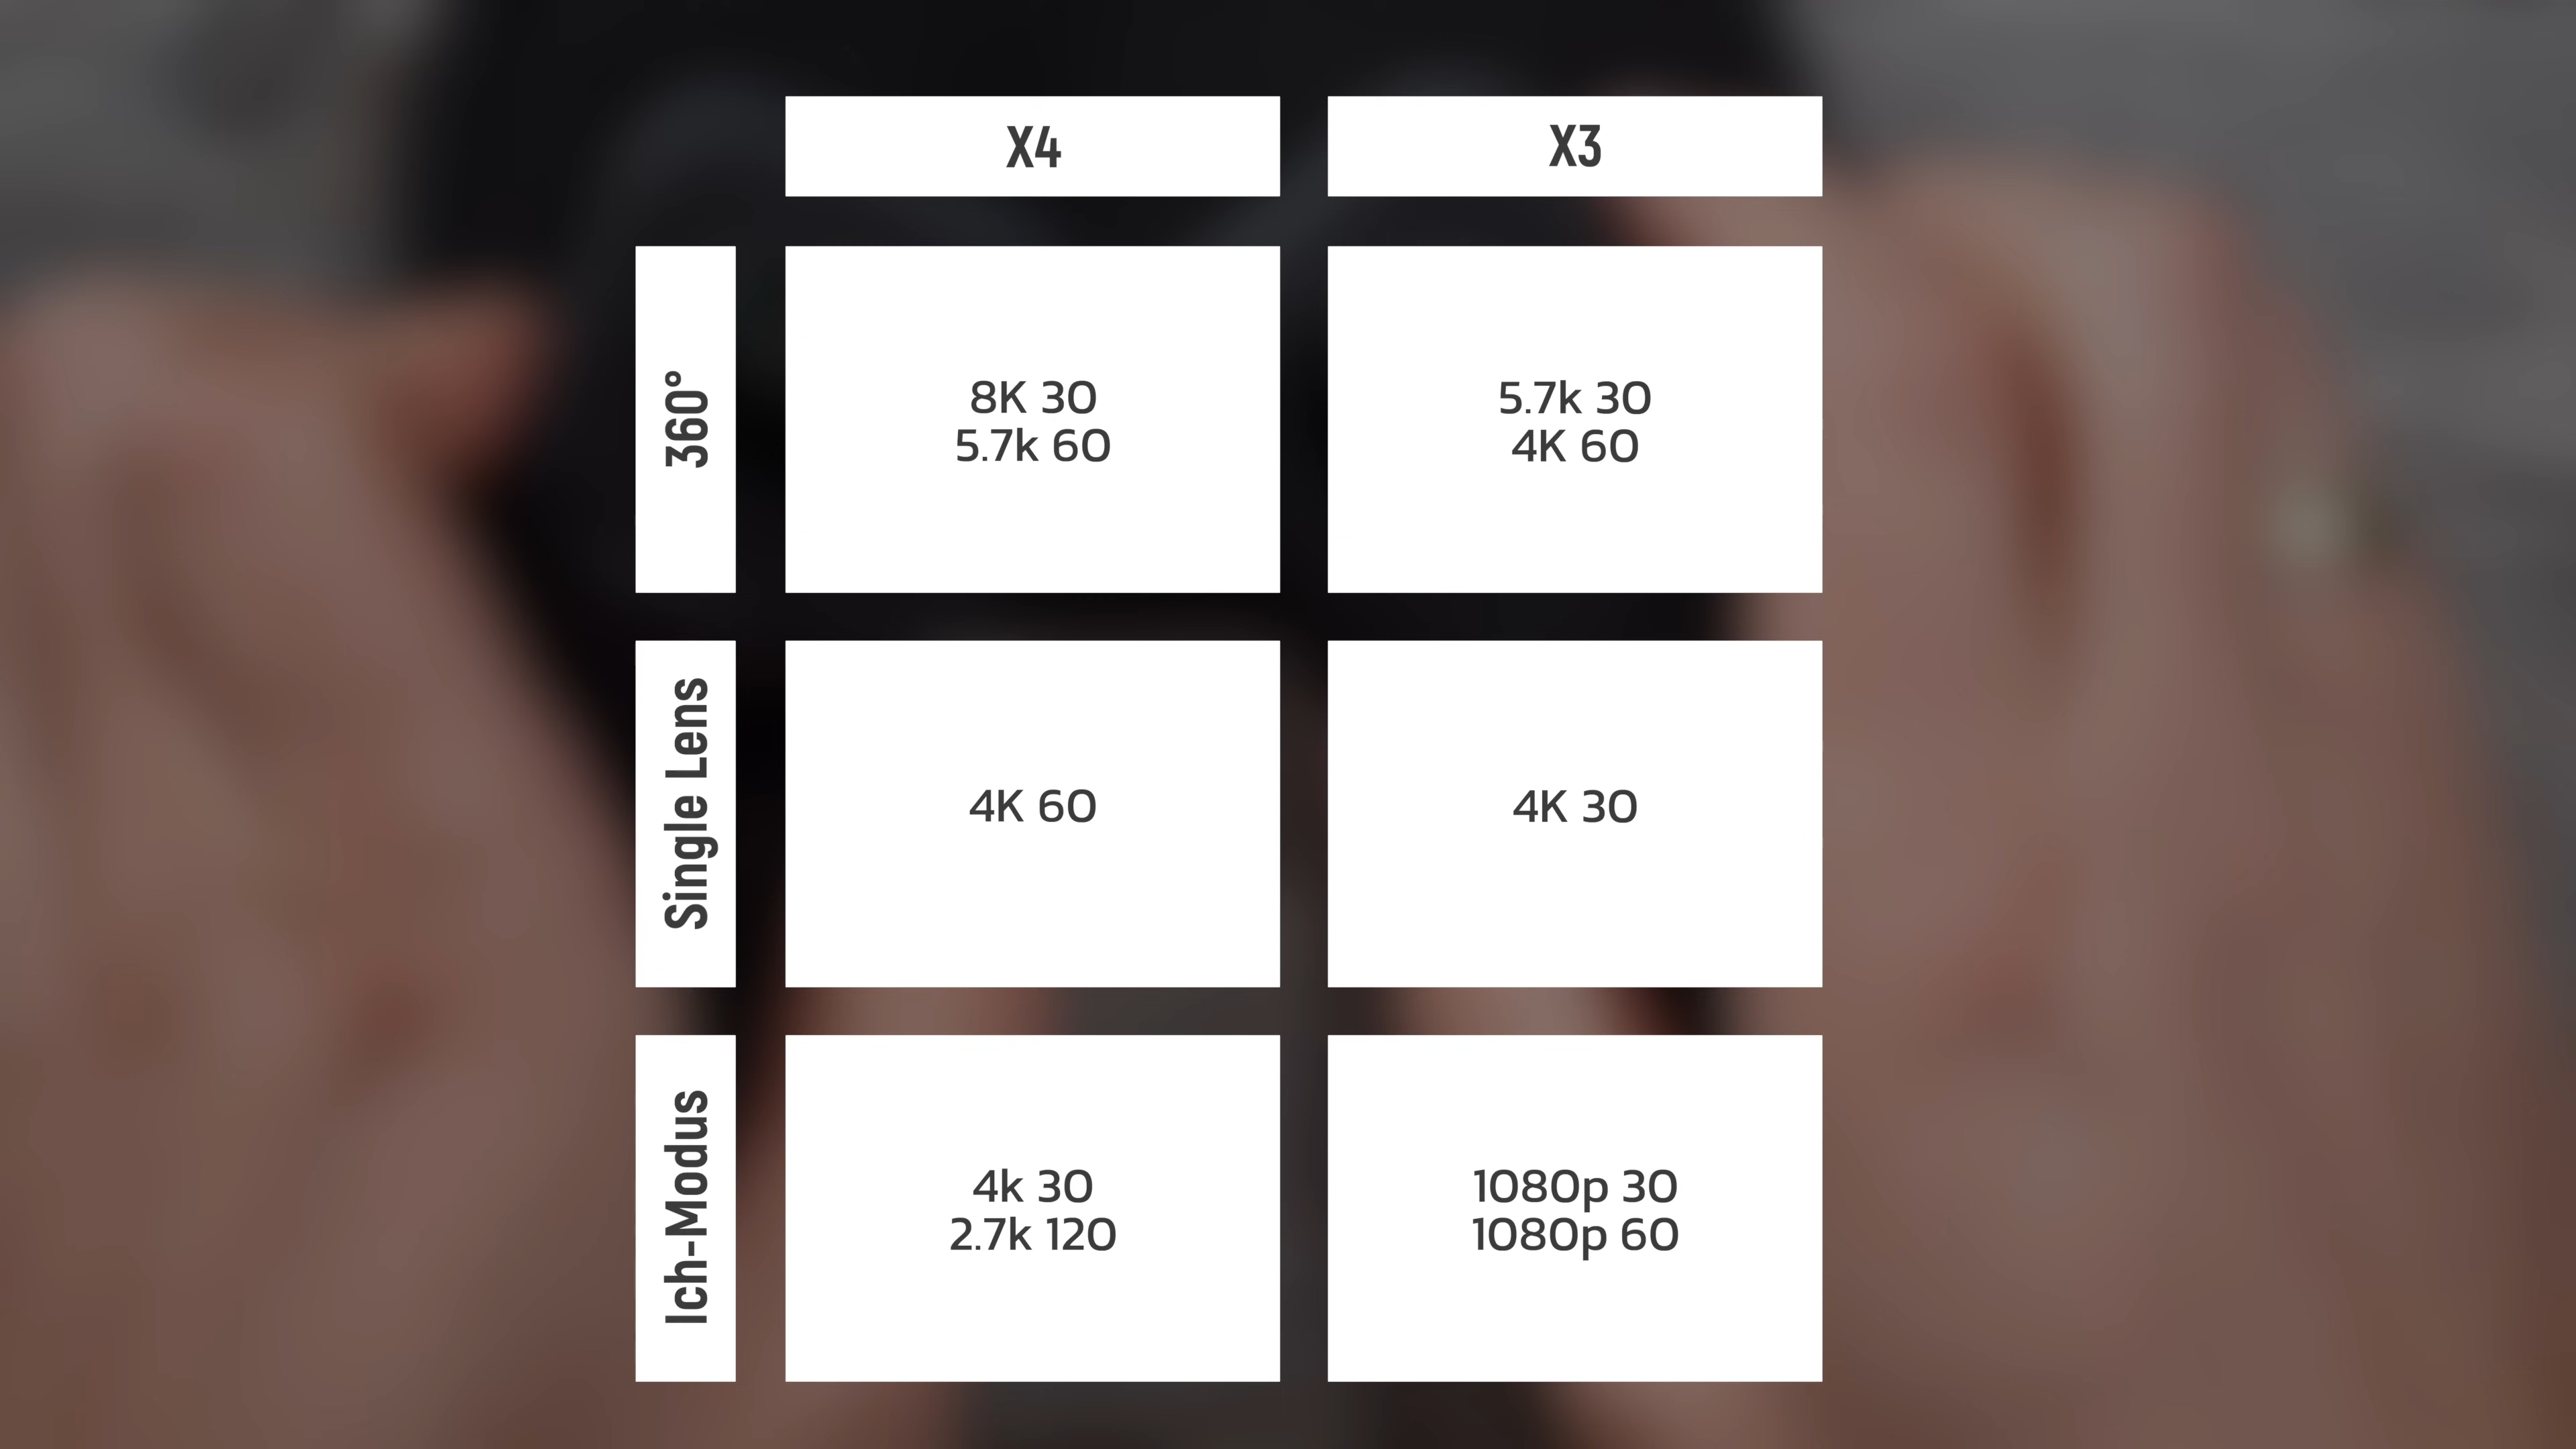 X4
X3
360°
8K 30
5.7k 60
5.7k 30
4K 60
Single Lens
4K 60
4K 30
Ich-Modus
4k 30
2.7k 120
1080p 30
1080p 60